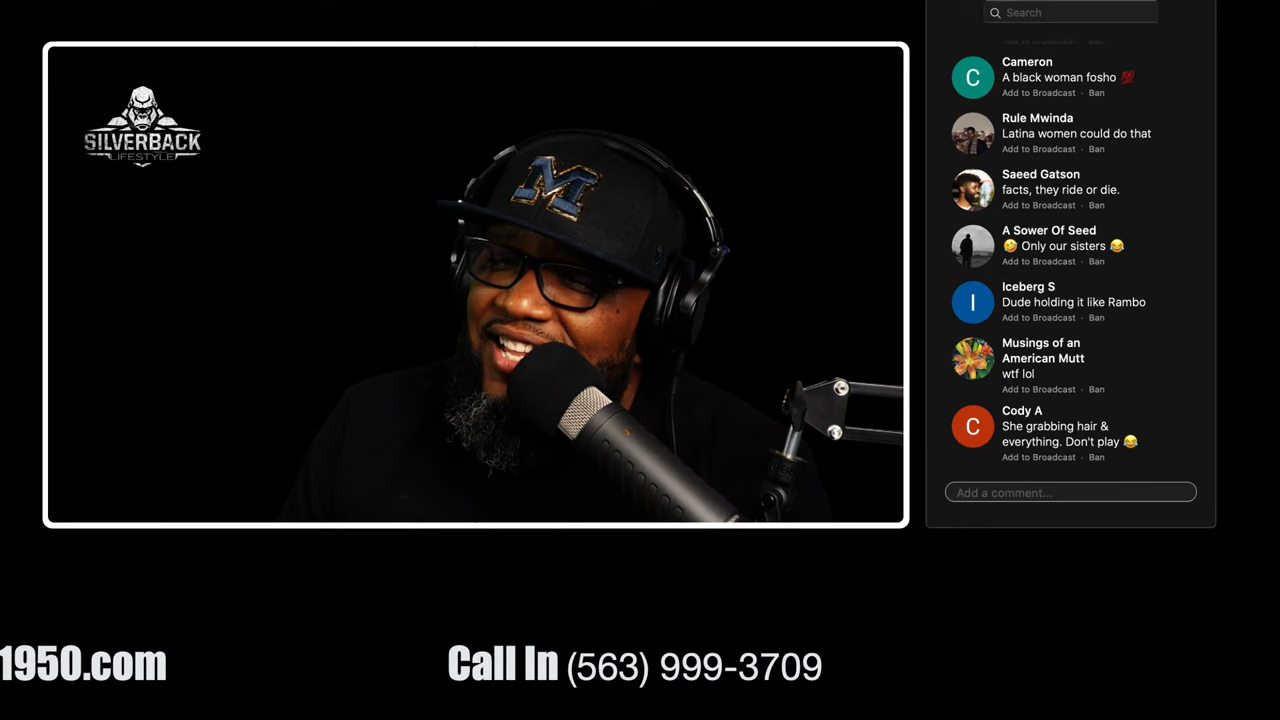 SILVERBACK
LIFESTYLE
M
Search
Cameron
A black woman fosho 💯
Add to Broadcast · Ban
Rule Mwinda
Latina women could do that
Add to Broadcast · Ban
Saeed Gatson
facts, they ride or die.
Add to Broadcast · Ban
A Sower Of Seed
🤣 Only our sisters 😂
Add to Broadcast · Ban
I
Iceberg S
Dude holding it like Rambo
Add to Broadcast · Ban
Musings of an
American Mutt
wtf lol
Add to Broadcast · Ban
C
Cody A
She grabbing hair &
everything. Don't play 😂
Add to Broadcast · Ban
Add a comment...
1950.com
Call In (563) 999-3709